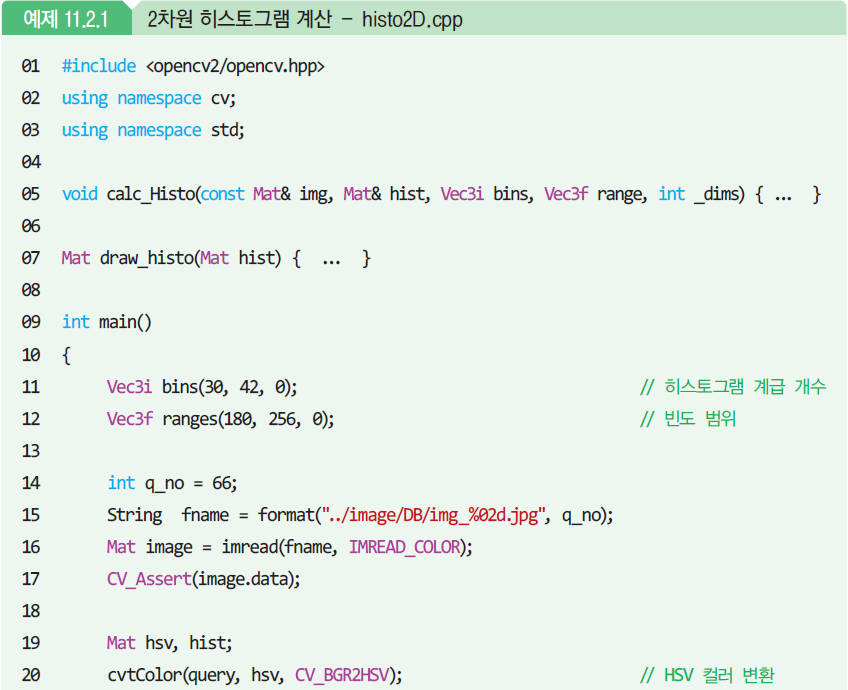 예제 11.2.1 2차원 히스토그램 계산 - histo2D.cpp
01 #include <opencv2/opencv.hpp>
02 using namespace cv;
03 using namespace std;
04
05 void calc_Histo(const Mat& img, Mat& hist, Vec3i bins, Vec3f range, int _dims) { ... }
06
07 Mat draw_histo(Mat hist) { ... }
08
09 int main()
10 {
11 Vec3i bins(30, 42, 0); // 히스토그램 계급 개수
12 Vec3f ranges(180, 256, 0); // 빈도 범위
13
14 int q_no = 66;
15 String fname = format("../image/DB/img_%02d.jpg", q_no);
16 Mat image = imread(fname, IMREAD_COLOR);
17 CV_Assert(image.data);
18
19 Mat hsv, hist;
20 cvtColor(query, hsv, CV_BGR2HSV); // HSV 컬러 변환